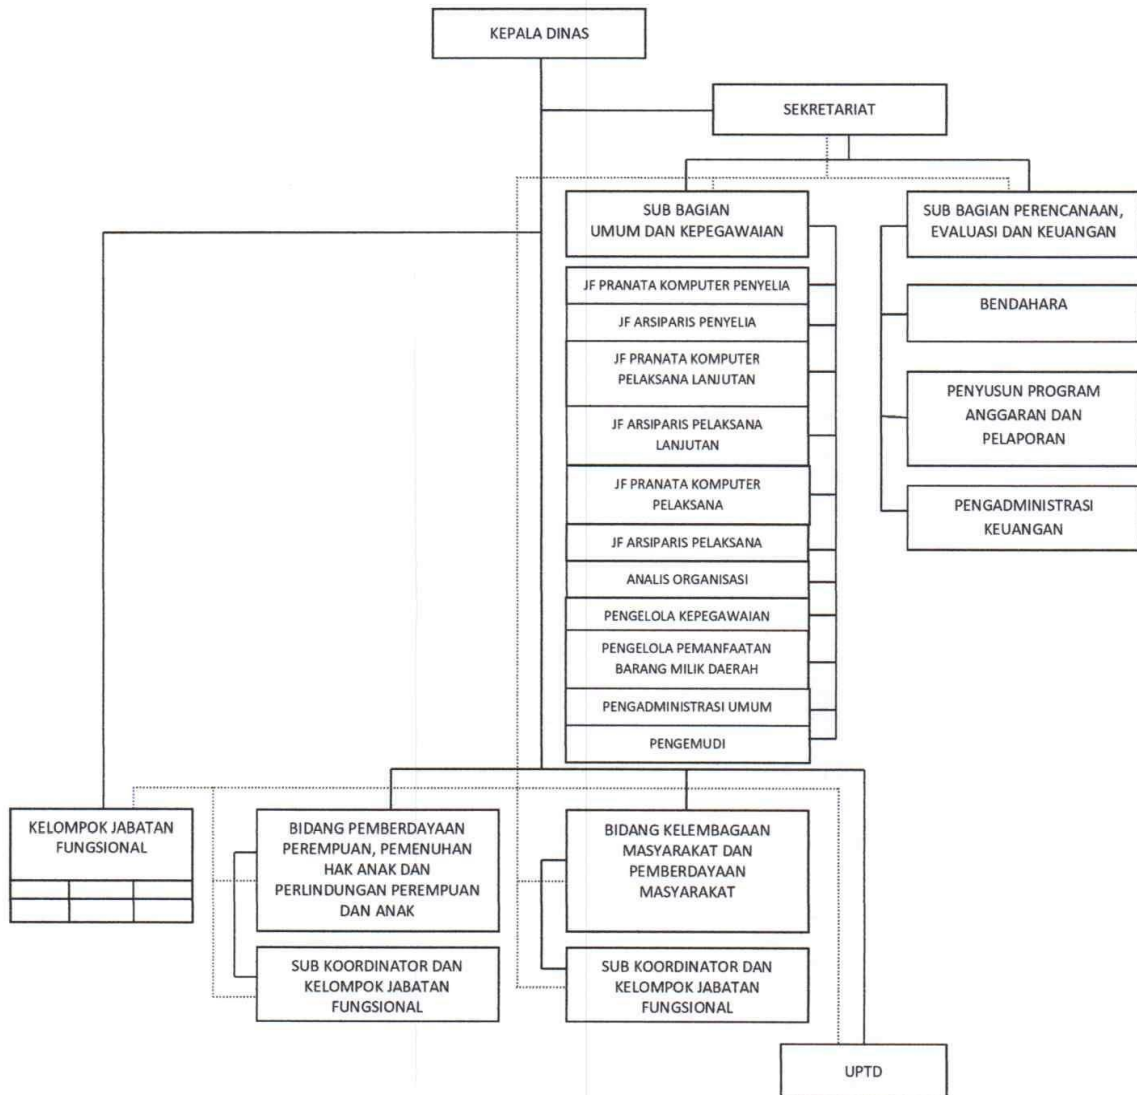 KEPALA DINAS
SEKRETARIAT
SUB BAGIAN
UMUM DAN KEPEGAWAIAN
SUB BAGIAN PERENCANAAN,
EVALUASI DAN KEUANGAN
JF PRANATA KOMPUTER PENYELIA
JF ARSIPARIS PENYELIA
JF PRANATA KOMPUTER
PELAKSANA LANJUTAN
JF ARSIPARIS PELAKSANA
LANJUTAN
JF PRANATA KOMPUTER
PELAKSANA
JF ARSIPARIS PELAKSANA
ANALIS ORGANISASI
PENGELOLA KEPEGAWAIAN
PENGELOLA PEMANFAATAN
BARANG MILIK DAERAH
PENGADMINISTRASI UMUM
PENGEMUDI
BENDAHARA
PENYUSUN PROGRAM
ANGGARAN DAN
PELAPORAN
PENGADMINISTRASI
KEUANGAN
KELOMPOK JABATAN
FUNGSIONAL
BIDANG PEMBERDAYAAN
PEREMPUAN, PEMENUHAN
HAK ANAK DAN
PERLINDUNGAN PEREMPUAN
DAN ANAK
SUB KOORDINATOR DAN
KELOMPOK JABATAN
FUNGSIONAL
BIDANG KELEMBAGAAN
MASYARAKAT DAN
PEMBERDAYAAN
MASYARAKAT
SUB KOORDINATOR DAN
KELOMPOK JABATAN
FUNGSIONAL
UPTD